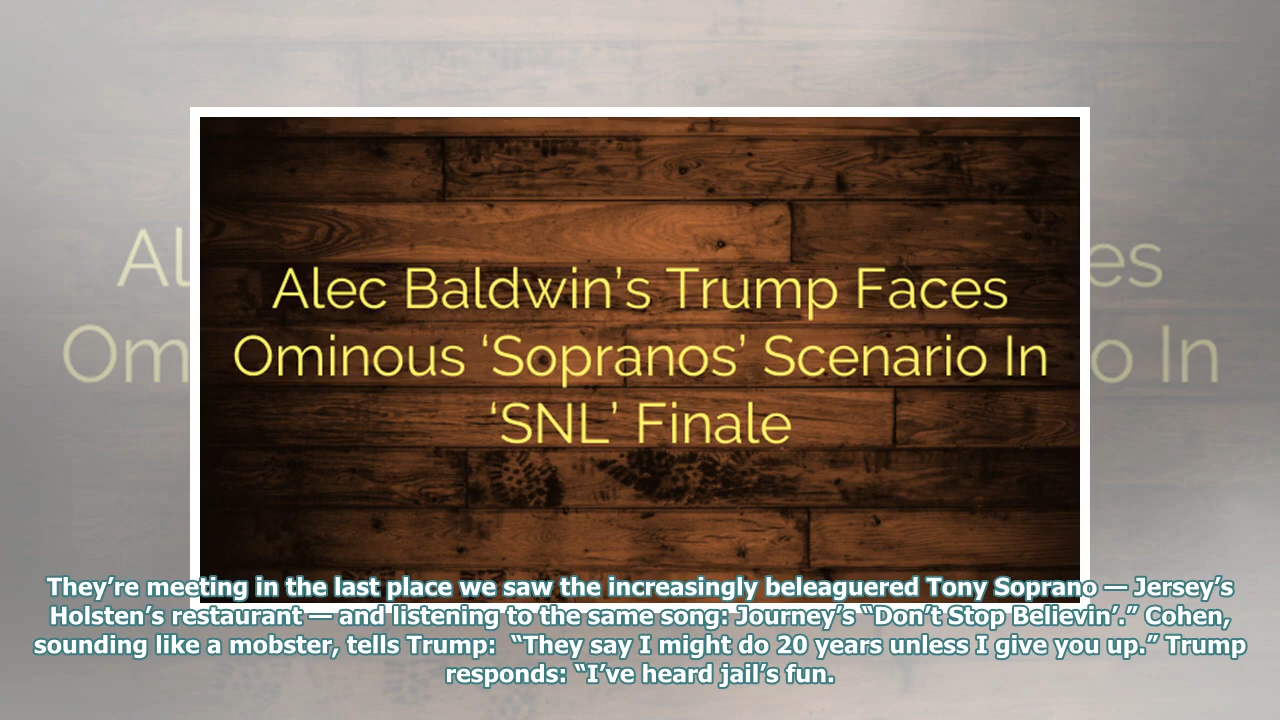 Alec Baldwin’s Trump Faces
Ominous ‘Sopranos’ Scenario In
‘SNL’ Finale
They’re meeting in the last place we saw the increasingly beleaguered Tony Soprano — Jersey’s
Holsten’s restaurant — and listening to the same song: Journey’s “Don’t Stop Believin’.” Cohen,
sounding like a mobster, tells Trump:  “They say I might do 20 years unless I give you up.” Trump
responds: “I’ve heard jail’s fun.